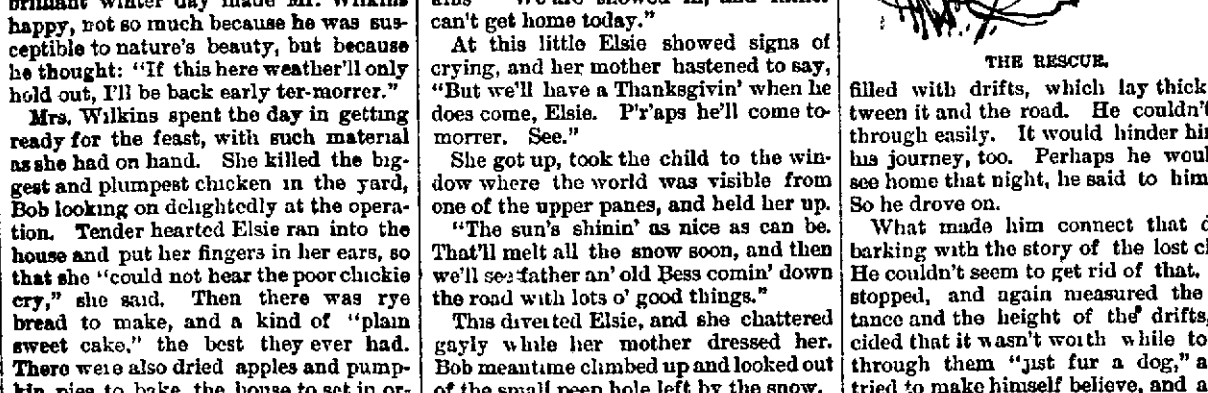 brilliant winter day made Mr. Wilkins
happy, not so much because he was sus-
ceptible to nature's beauty, but because
he thought: "If this here weather'll only
hold out, I'll be back early ter-morrer."
Mrs. Wilkins spent the day in getting
ready for the feast, with such material
as she had on hand. She killed the big-
gest and plumpest chicken in the yard,
Bob looking on delightedly at the opera-
tion. Tender hearted Elsie ran into the
house and put her fingers in her ears, so
that she "could not hear the poor chickie
cry," she said. Then there was rye
bread to make, and a kind of "plain
sweet cake," the best they ever had.
There were also dried apples and pump-
kin pies to bake, the house to set in or-
can't get home today."
At this little Elsie showed signs of
crying, and her mother hastened to say,
"But we'll have a Thanksgivin' when he
does come, Elsie. P'r'aps he'll come to-
morrer. See."
She got up, took the child to the win-
dow where the world was visible from
one of the upper panes, and held her up.
"The sun's shinin' as nice as can be.
That'll melt all the snow soon, and then
we'll see father an' old Bess comin' down
the road with lots o' good things."
This diverted Elsie, and she chattered
gayly while her mother dressed her.
Bob meantime climbed up and looked out
of the small peep hole left by the snow.
THE RESCUE.
filled with drifts, which lay thick
tween it and the road. He couldn't
through easily. It would hinder
his journey, too. Perhaps he
see home that night, he said to
So he drove on.
What made him connect that
barking with the story of the lost
He couldn't seem to get rid of that.
stopped, and again measured the
tance and the height of the drifts,
cided that it wasn't worth while to
through them "just fur a dog,"
tried to make himself believe, and